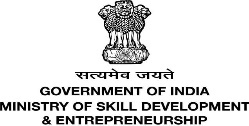 सत्यमेव जयते
GOVERNMENT OF INDIA
MINISTRY OF SKILL DEVELOPMENT
& ENTREPRENEURSHIP